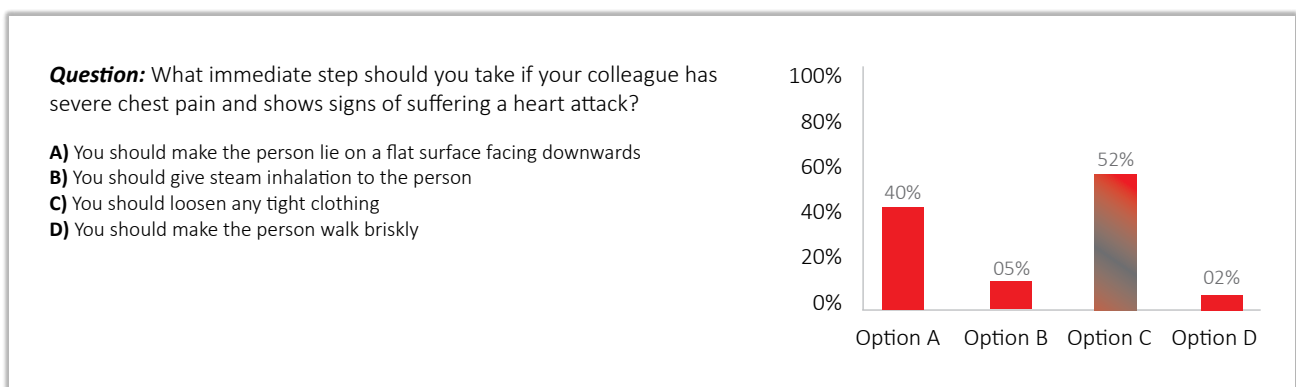 Question: What immediate step should you take if your colleague has
severe chest pain and shows signs of suffering a heart attack?
A) You should make the person lie on a flat surface facing downwards
B) You should give steam inhalation to the person
C) You should loosen any tight clothing
D) You should make the person walk briskly
100%
80%
60%
40%
20%
0%
40%
05%
52%
02%
Option A Option B Option C Option D